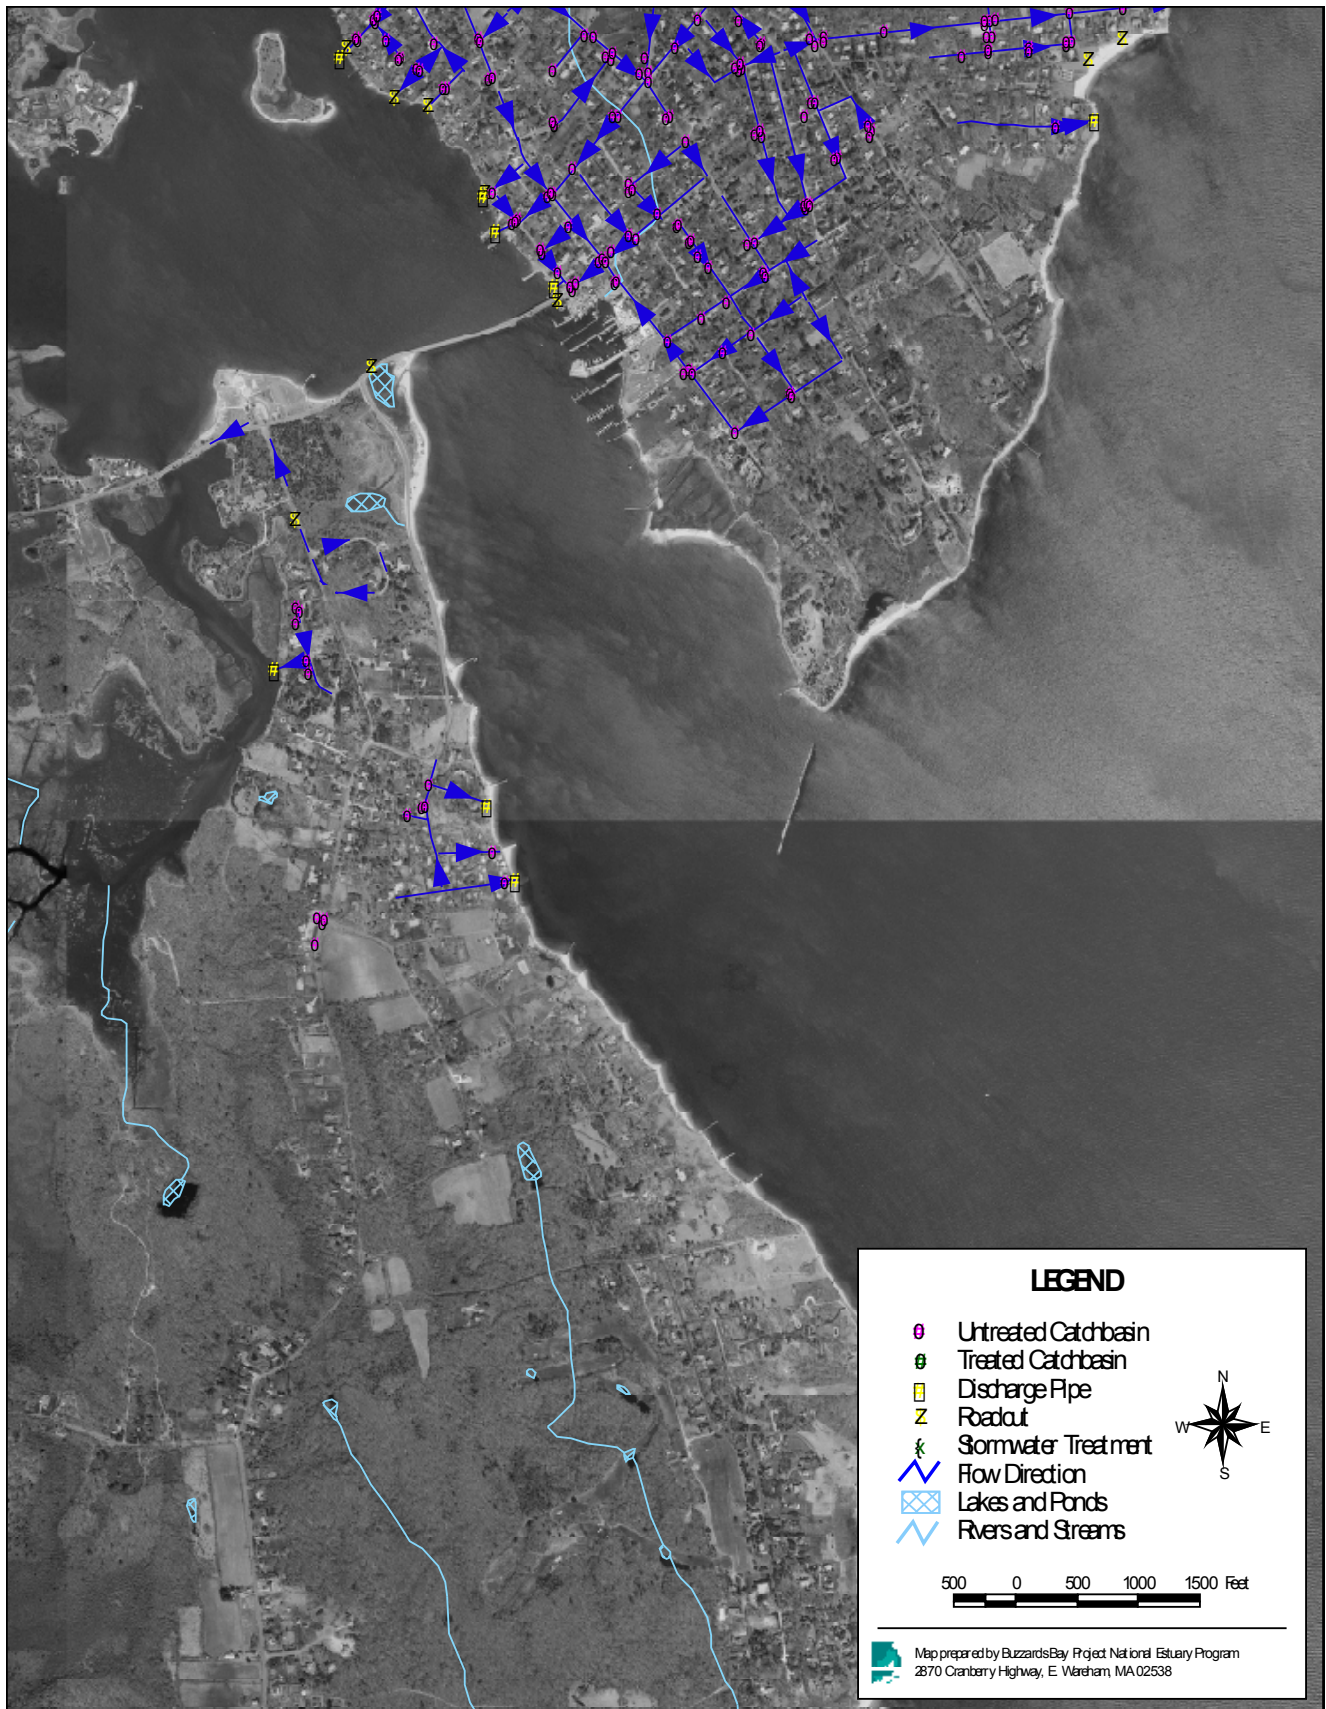 LEGEND
Untreated Catchbasin
Treated Catchbasin
Discharge Pipe
Roadcut
Stormwater Treatment
Flow Direction
Lakes and Ponds
Rivers and Streams
N
W E
S
500 0 500 1000 1500 Feet
Map prepared by Buzzards Bay Project National Estuary Program
2870 Cranberry Highway, E. Wareham, MA 02538